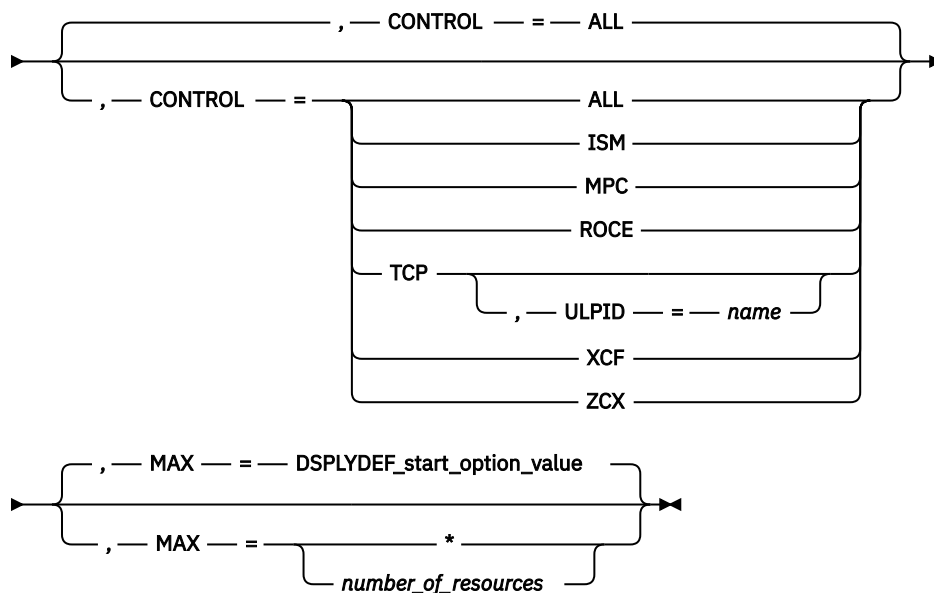 , CONTROL = ALL
, CONTROL = ALL
ISM
MPC
ROCE
TCP
, ULPID = name
XCF
ZCX
, MAX = DSPLYDEF_start_option_value
, MAX = *
number_of_resources